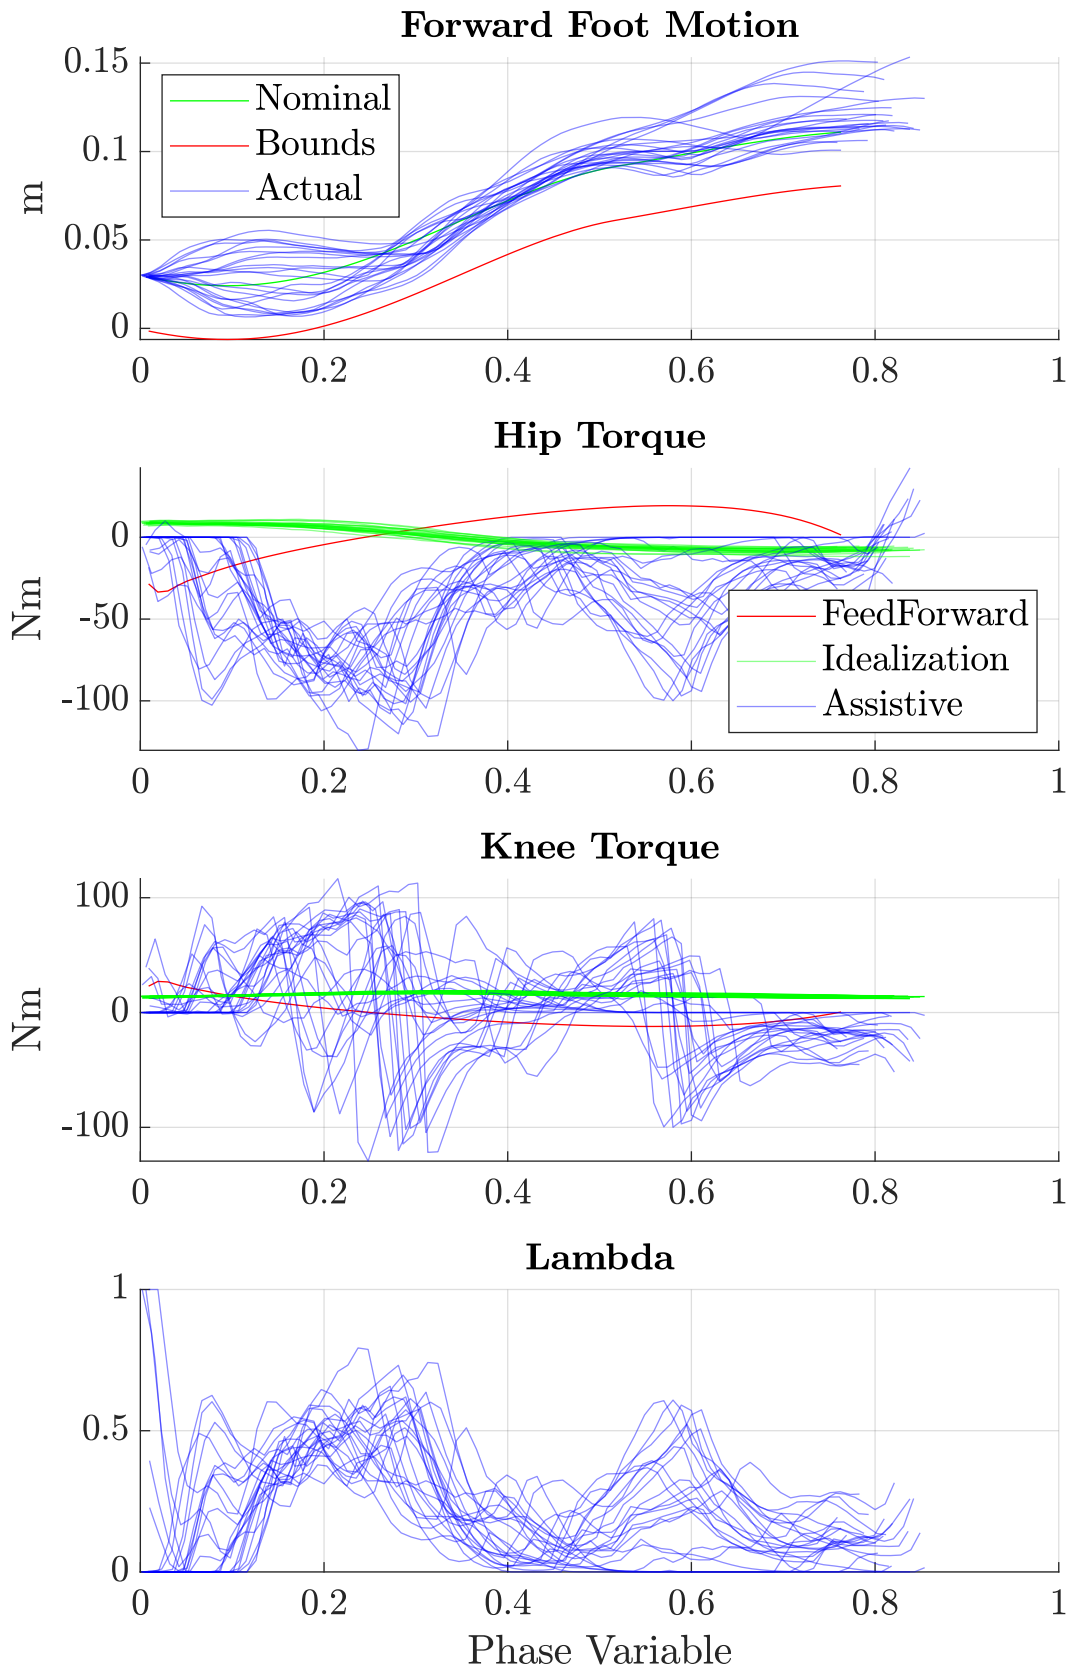 Forward Foot Motion
0.15
0.1
0.05
0
m
Nominal
Bounds
Actual
0 0.2 0.4 0.6 0.8 1
Hip Torque
0
-50
-100
Nm
FeedForward
Idealization
Assistive
0 0.2 0.4 0.6 0.8 1
Knee Torque
100
0
-100
Nm
0 0.2 0.4 0.6 0.8 1
Lambda
1
0.5
0
0 0.2 0.4 0.6 0.8 1
Phase Variable